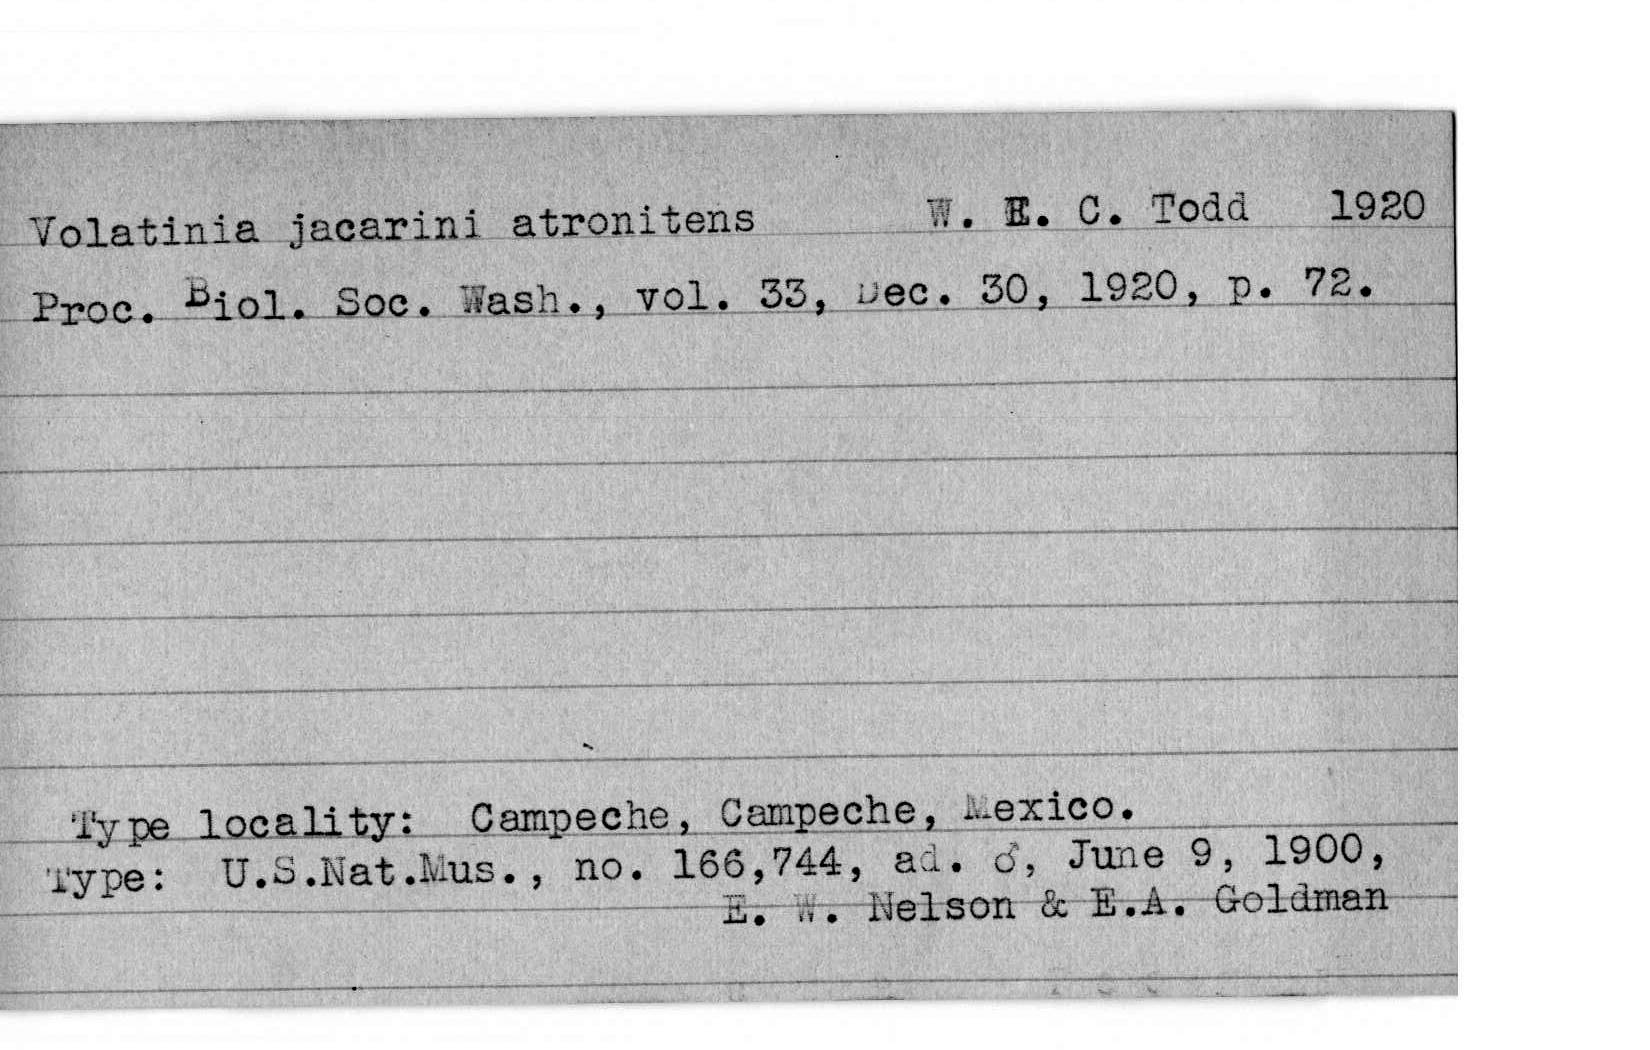 Volatinia jacarini atronitens W. E. C. Todd 1920
Proc. Biol. Soc. Wash., vol. 33, Dec. 30, 1920, p. 72.
Type locality: Campeche, Campeche, Mexico.
Type: U.S.Nat.Mus., no. 166,744, ad. ♂, June 9, 1900,
E. W. Nelson & E.A. Goldman